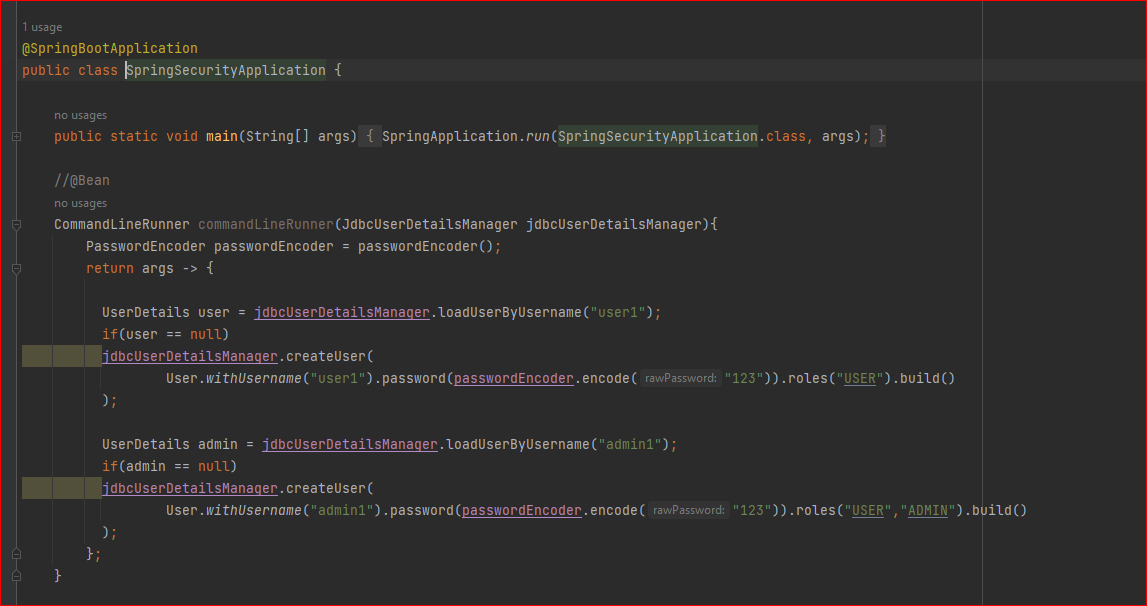 1 usage
@SpringBootApplication
public class SpringSecurityApplication {
no usages
public static void main(String[] args) { SpringApplication.run(SpringSecurityApplication.class, args); }
//@Bean
no usages
CommandLineRunner commandLineRunner(JdbcUserDetailsManager jdbcUserDetailsManager){
PasswordEncoder passwordEncoder = passwordEncoder();
return args -> {
UserDetails user = jdbcUserDetailsManager.loadUserByUsername("user1");
if(user == null)
jdbcUserDetailsManager.createUser(
User.withUsername("user1").password(passwordEncoder.encode( rawPassword: "123")).roles("USER").build()
);
UserDetails admin = jdbcUserDetailsManager.loadUserByUsername("admin1");
if(admin == null)
jdbcUserDetailsManager.createUser(
User.withUsername("admin1").password(passwordEncoder.encode( rawPassword: "123")).roles("USER","ADMIN").build()
);
};
}